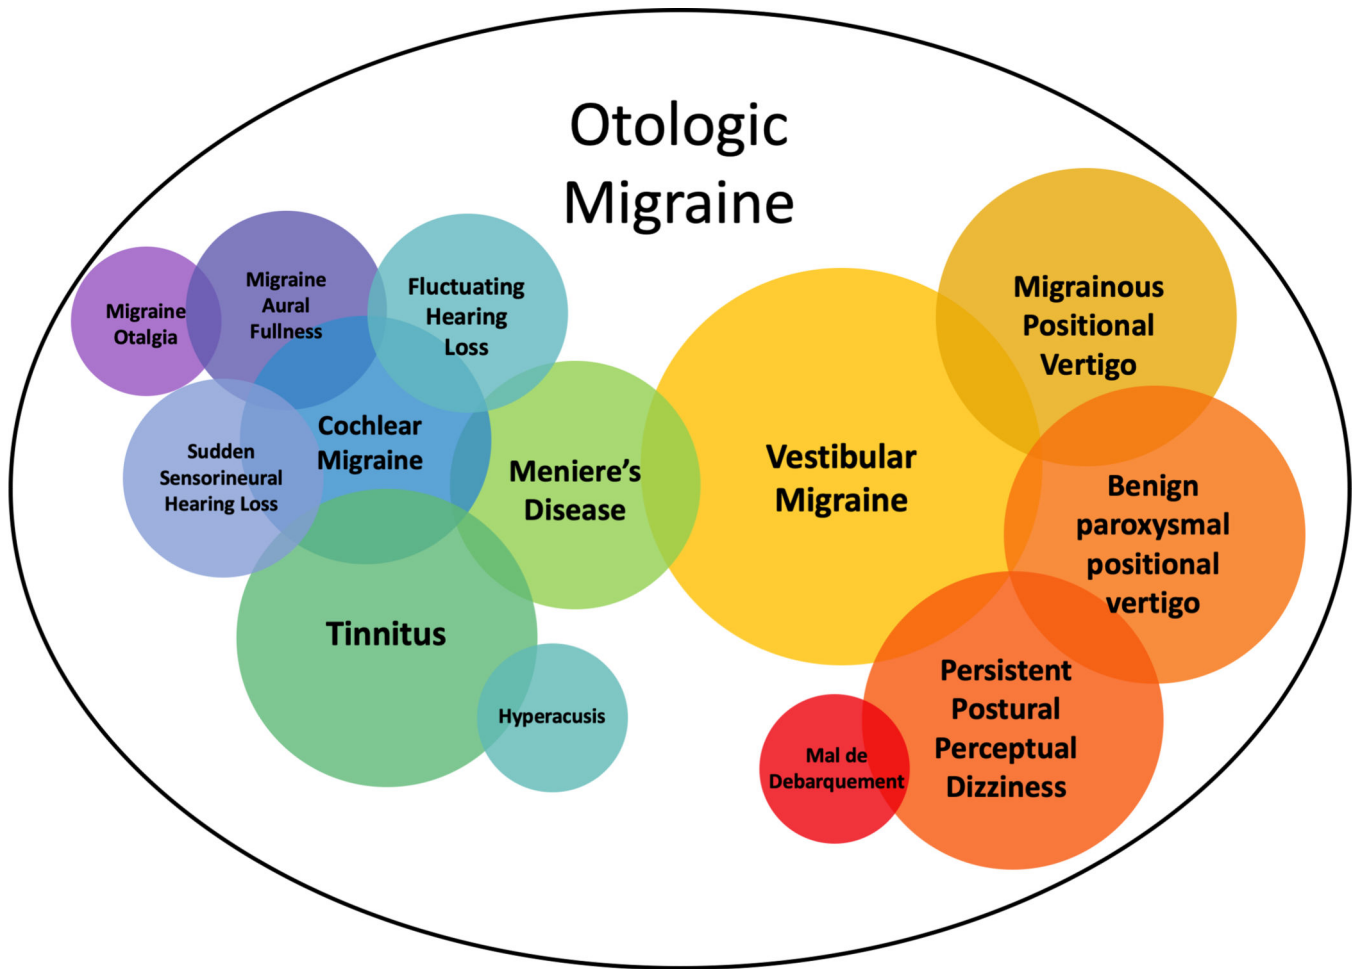 Otologic
Migraine
Migraine
Otalgia
Migraine
Aural
Fullness
Fluctuating
Hearing
Loss
Sudden
Sensorineural
Hearing Loss
Cochlear
Migraine
Meniere’s
Disease
Tinnitus
Hyperacusis
Vestibular
Migraine
Migrainous
Positional
Vertigo
Benign
paroxysmal
positional
vertigo
Persistent
Postural
Perceptual
Dizziness
Mal de
Debarquement